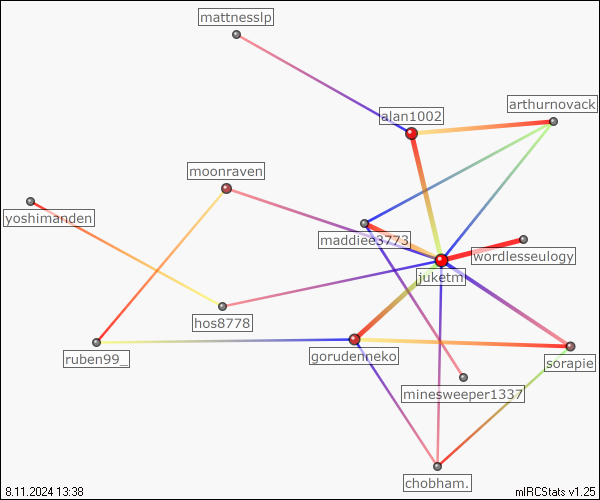 mattnesslp
arthurnovack
alan1002
moonraven
yoshimanden
maddiee3773
wordlesseulogy
juketm
hos8778
ruben99_
gorudenneko
sorapie
minesweeper1337
chobham.
8.11.2024 13:38
mIRCStats v1.25